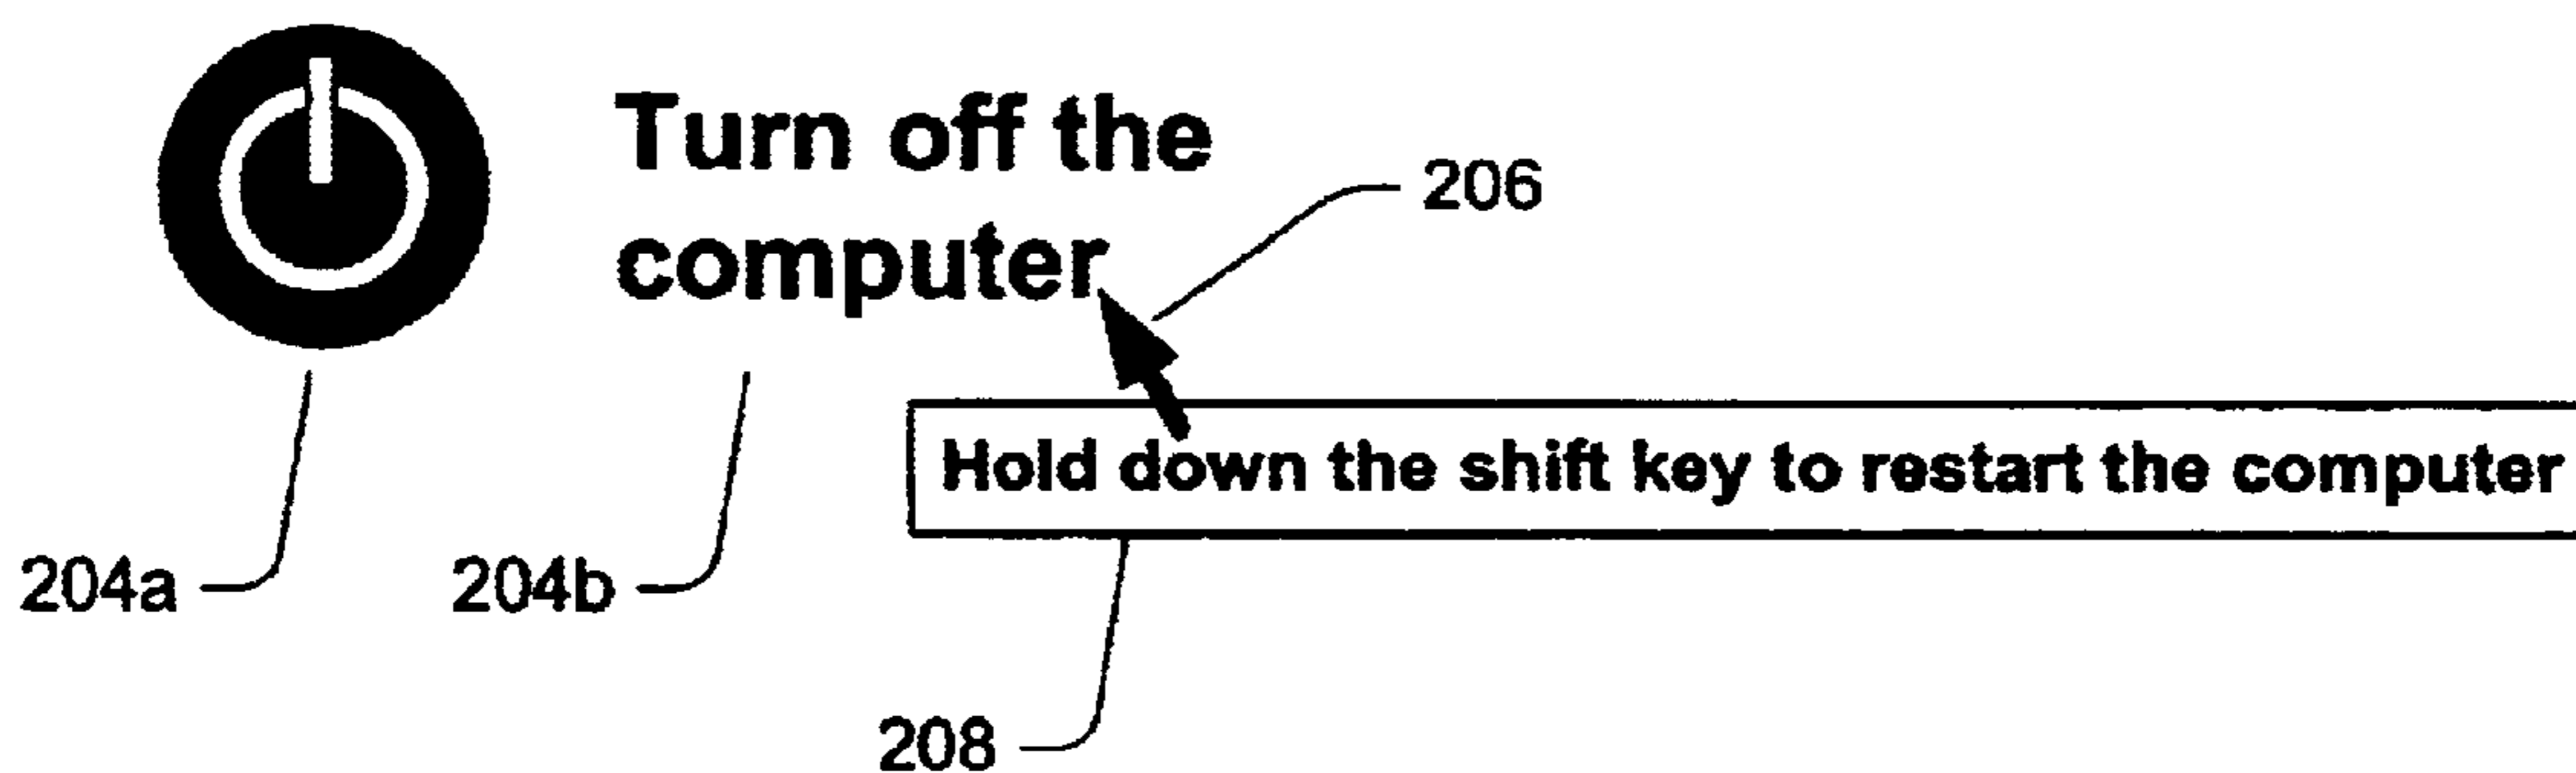 Turn off the
computer
206
Hold down the shift key to restart the computer
204a
204b
208